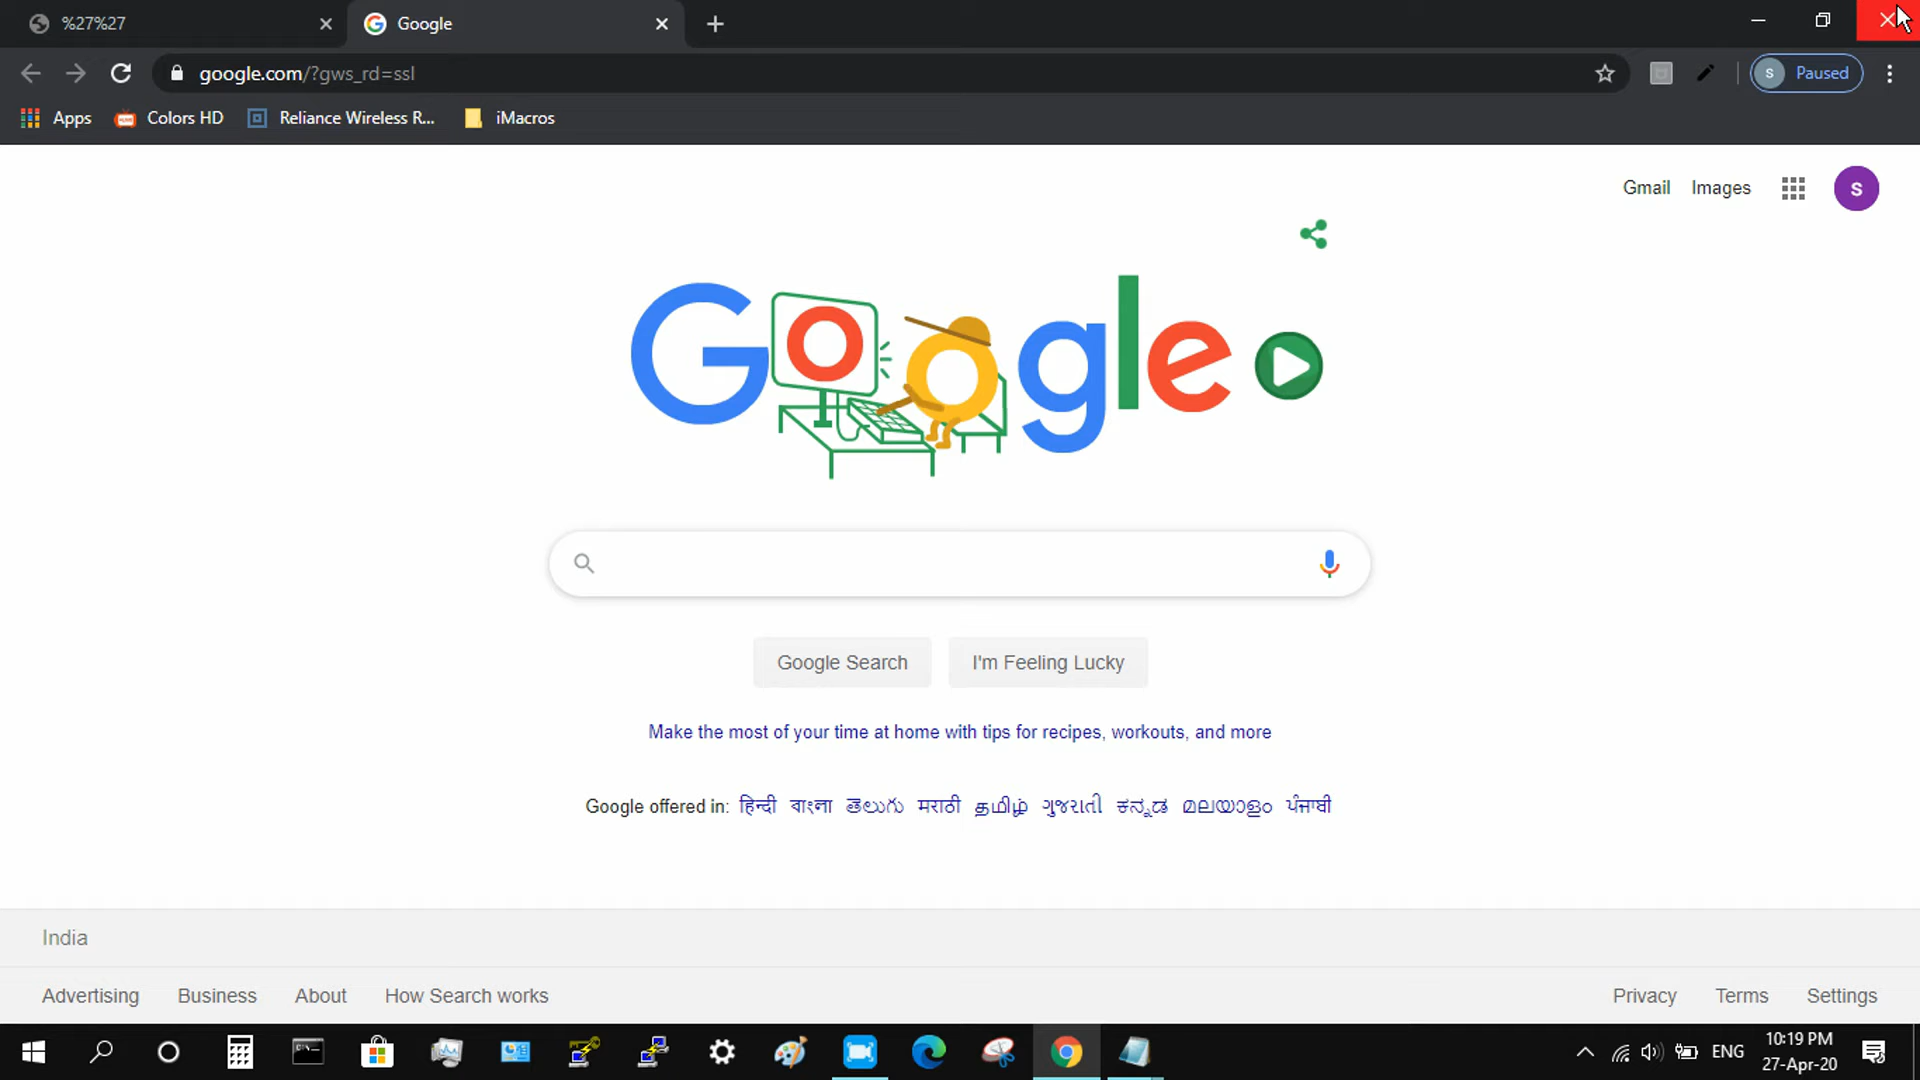 %27%27
Google
google.com/?gws_rd=ssl
S Paused
Apps Colors HD Reliance Wireless R... iMacros
Gmail Images S
Google
Google Search I'm Feeling Lucky
Make the most of your time at home with tips for recipes, workouts, and more
Google offered in: हिन्दी বাংলা తెలుగు मराठी தமிழ் ગુજરાતી ಕನ್ನಡ മലയാളം ਪੰਜਾਬੀ
India
Advertising Business About How Search works Privacy Terms Settings
ENG
10:19 PM
27-Apr-20